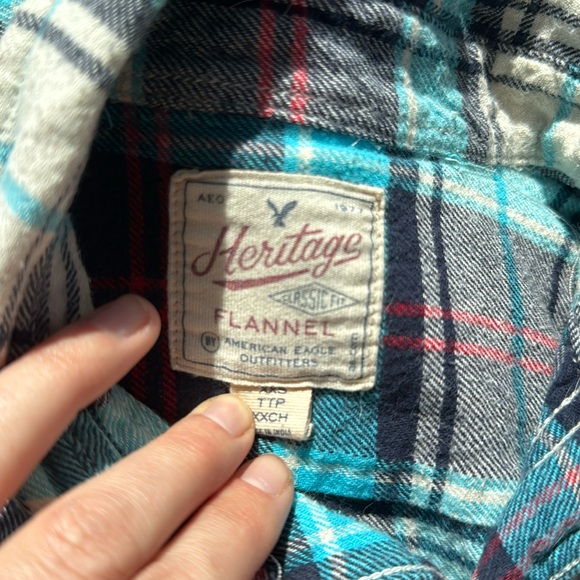 AEO 1977
Heritage
CLASSIC FIT
FLANNEL
BY AMERICAN EAGLE
OUTFITTERS
XXS
TTP
XXCH